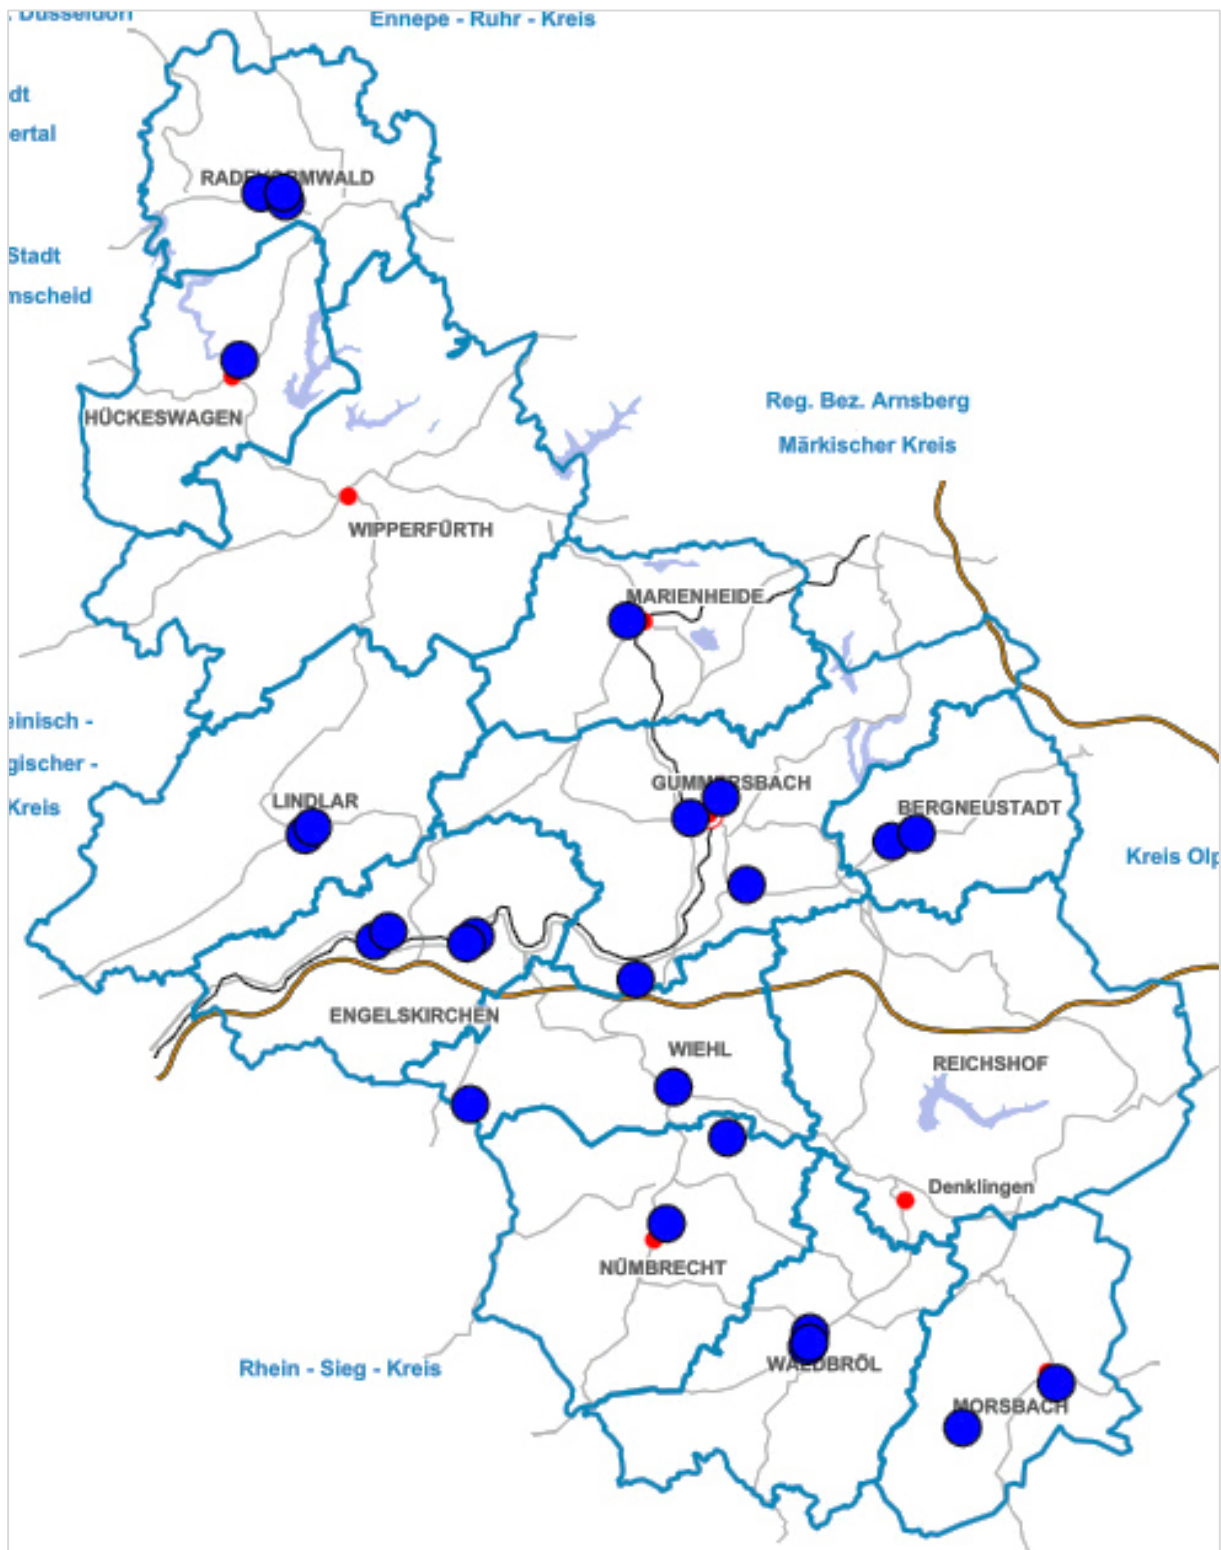 . Düsseldorf
Ennepe - Ruhr - Kreis
dt
ertal
RADEVORMWALD
Stadt
mscheid
HÜCKESWAGEN
Reg. Bez. Arnsberg
Märkischer Kreis
WIPPERFÜRTH
MARIENHEIDE
einisch -
gischer -
Kreis
GUMMERSBACH
LINDLAR
BERGNEUSTADT
Kreis Olp
ENGELSKIRCHEN
WIEHL
REICHSHOF
Denklingen
NÜMBRECHT
Rhein - Sieg - Kreis
WALDBRÖL
MORSBACH